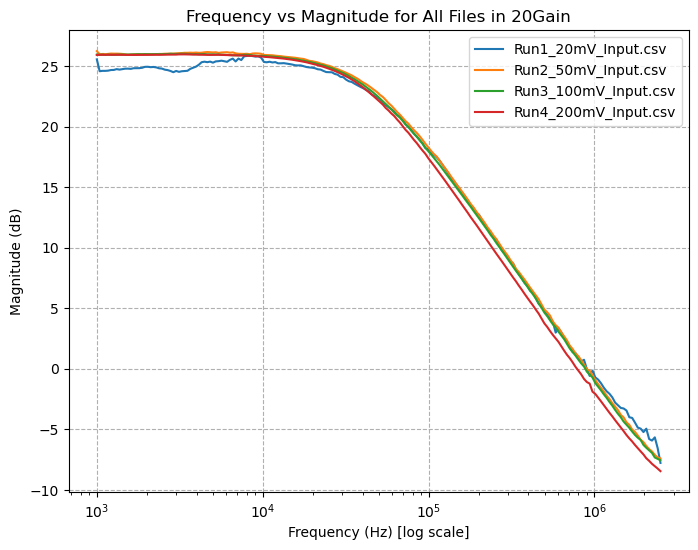 Frequency vs Magnitude for All Files in 20Gain
Run1_20mV_Input.csv
Run2_50mV_Input.csv
Run3_100mV_Input.csv
Run4_200mV_Input.csv
25
20
15
10
5
0
−5
−10
Magnitude (dB)
10³ 10⁴ 10⁵ 10⁶
Frequency (Hz) [log scale]